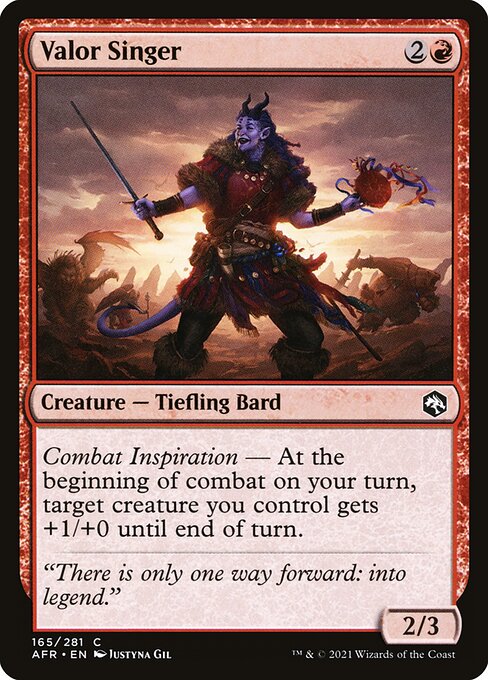 Valor Singer 2
Creature — Tiefling Bard
Combat Inspiration — At the
beginning of combat on your turn,
target creature you control gets
+1/+0 until end of turn.
“There is only one way forward: into
legend.”
2/3
165/281 C
AFR • EN Justyna Gil ™ & © 2021 Wizards of the Coast